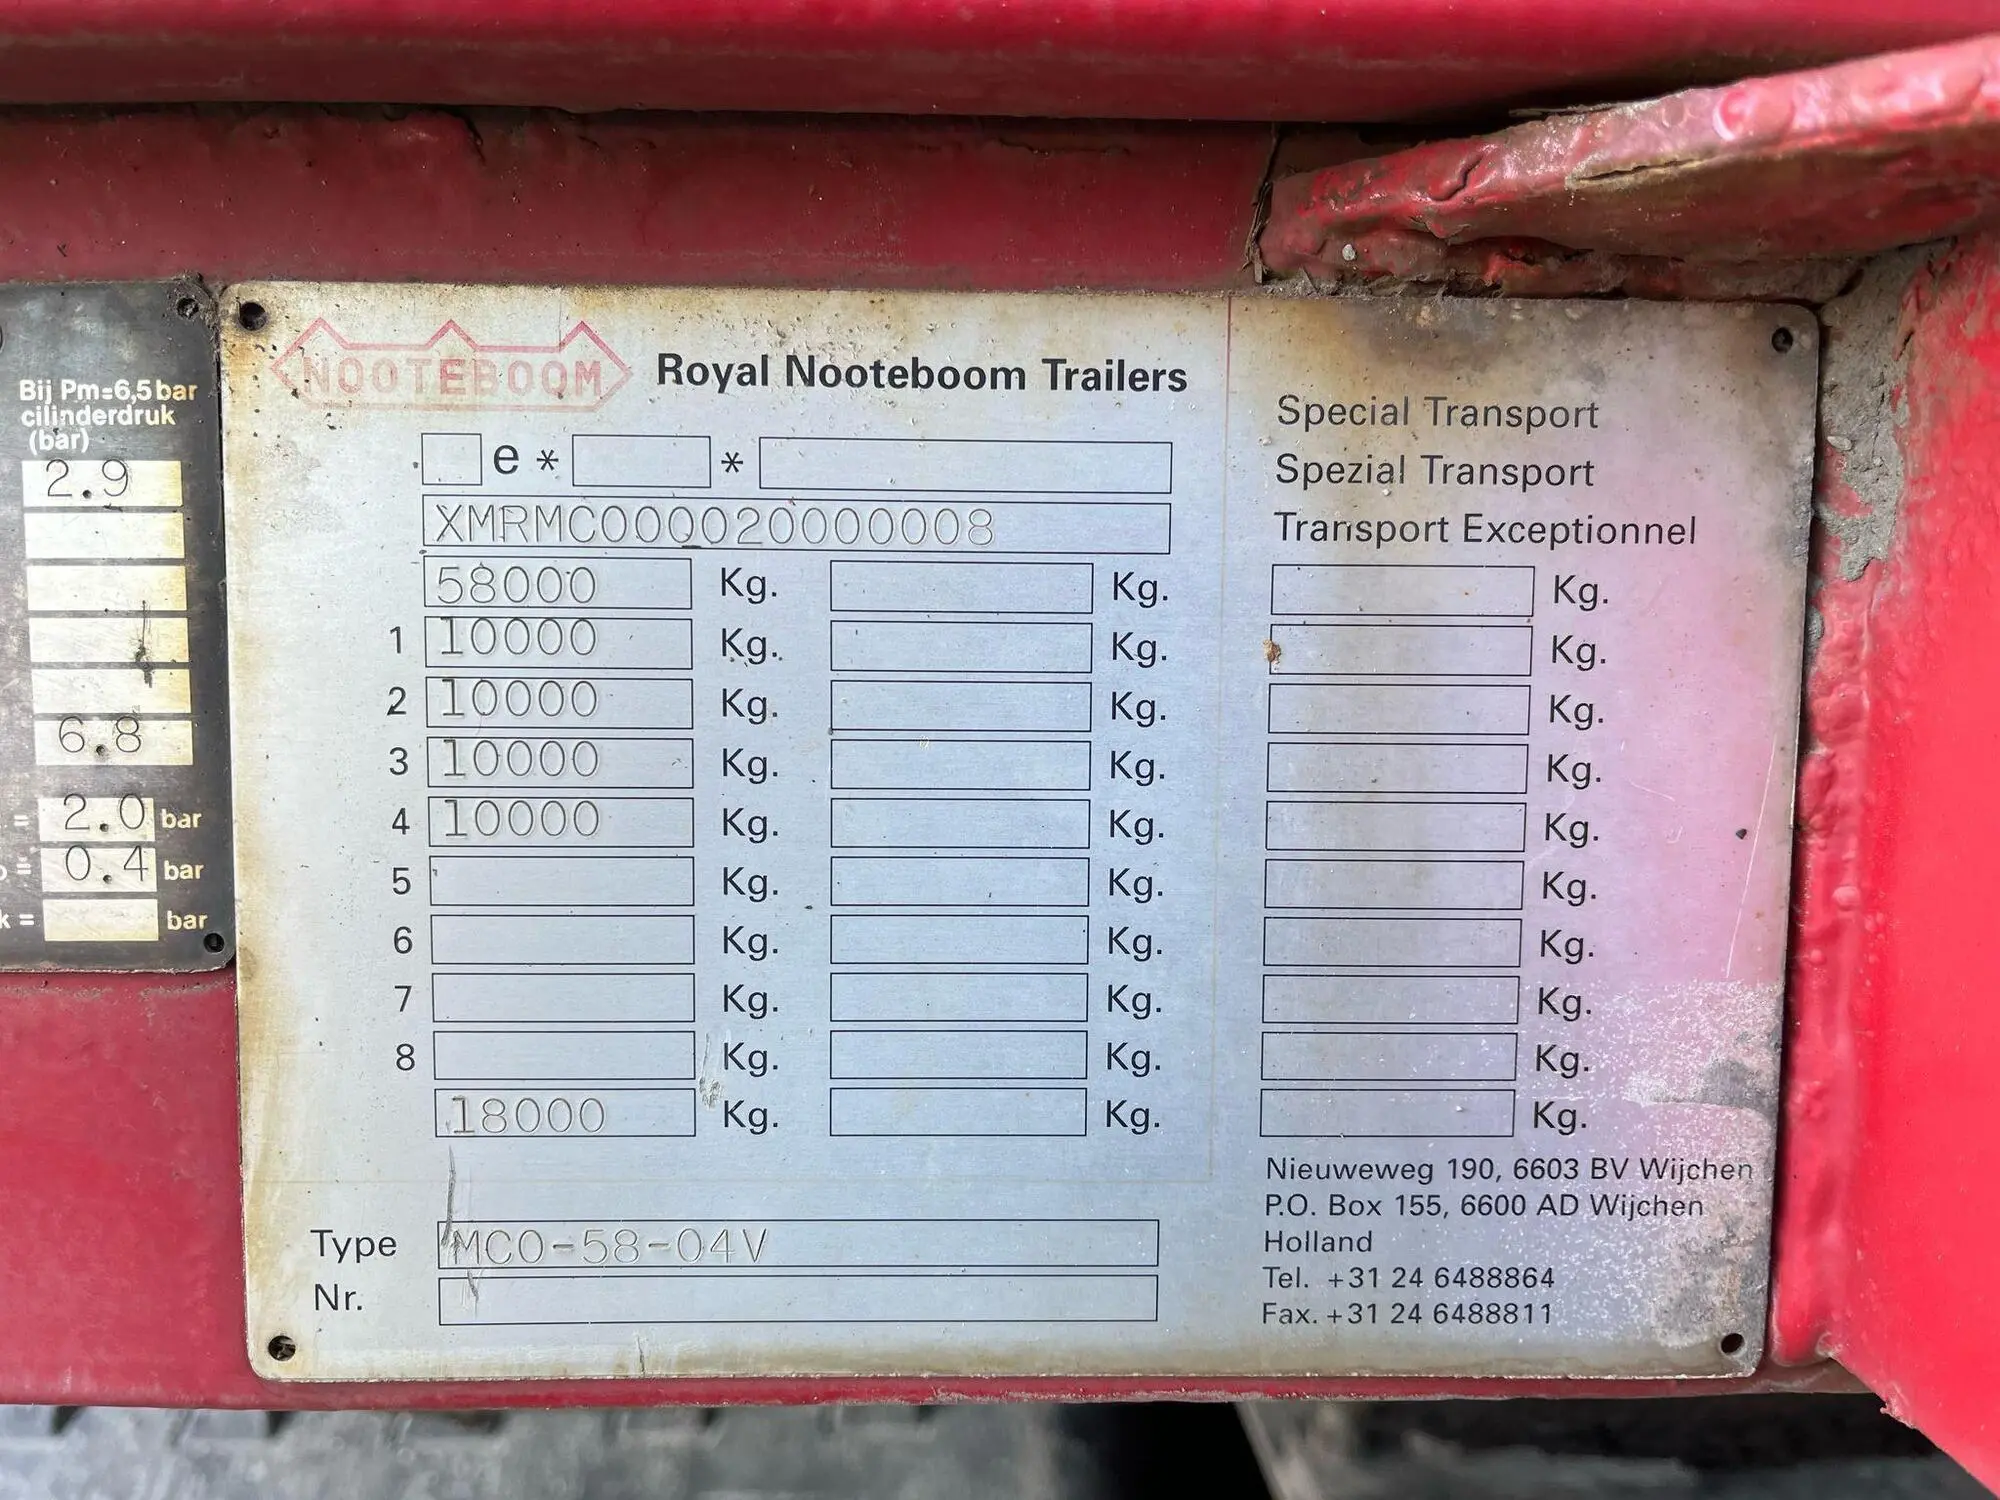 Bij Pm=6,5 bar
cilinderdruk
(bar)
2.9
6.8
= 2.0 bar
= 0.4 bar
k = bar
NOOTEBOOM
Royal Nooteboom Trailers
e * *
XMRMC000020000008
58000 Kg. Kg.
1 10000 Kg. Kg.
2 10000 Kg. Kg.
3 10000 Kg. Kg.
4 10000 Kg. Kg.
5 Kg. Kg.
6 Kg. Kg.
7 Kg. Kg.
8 Kg. Kg.
18000 Kg. Kg.
Type MCO-58-04V
Nr.
Special Transport
Spezial Transport
Transport Exceptionnel
Kg.
Kg.
Kg.
Kg.
Kg.
Kg.
Kg.
Kg.
Kg.
Kg.
Nieuweweg 190, 6603 BV Wijchen
P.O. Box 155, 6600 AD Wijchen
Holland
Tel. +31 24 6488864
Fax. +31 24 6488811